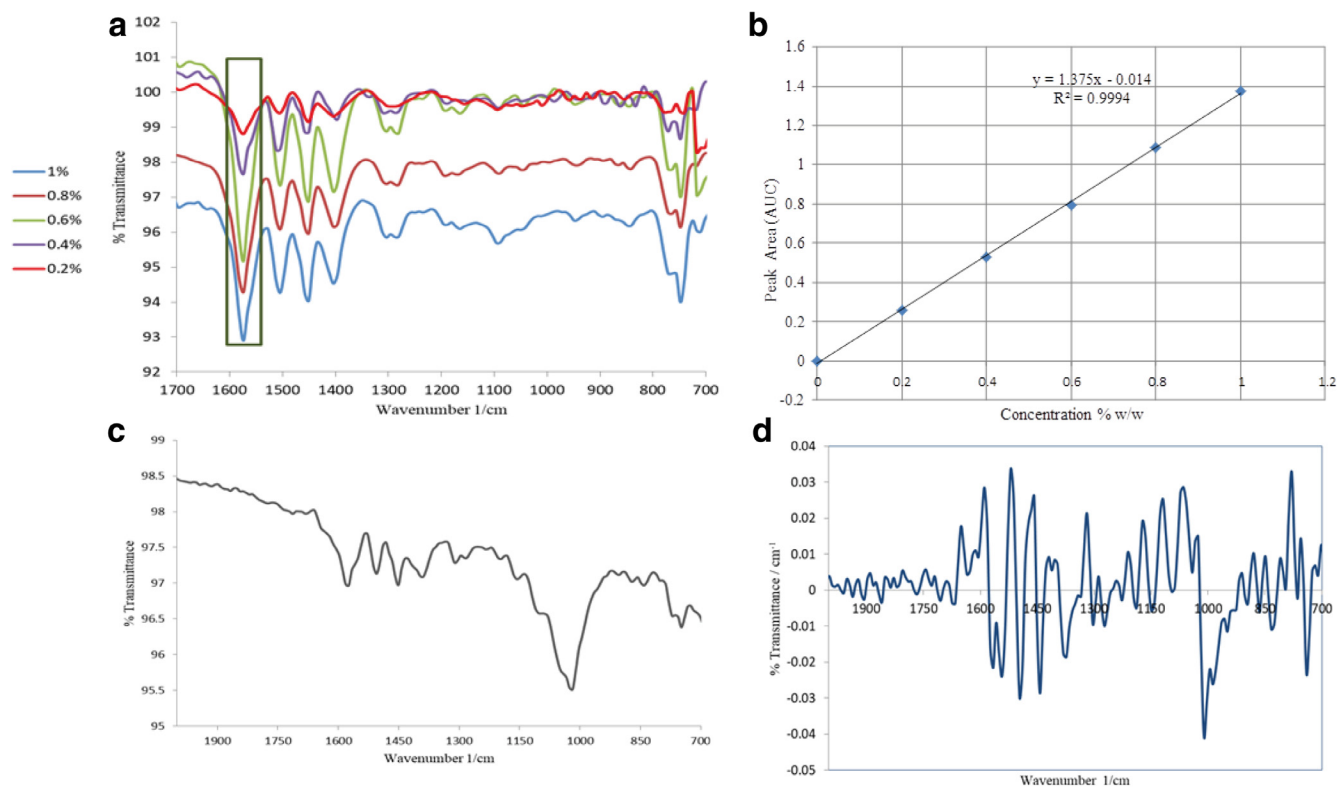 a
102
101
100
99
98
97
96
95
94
93
92
% Transmittance
1%
0.8%
0.6%
0.4%
0.2%
1700 1600 1500 1400 1300 1200 1100 1000 900 800 700
Wavenumber 1/cm
b
1.6
1.4
1.2
1
0.8
0.6
0.4
0.2
0
-0.2
Peak Area (AUC)
y = 1.375x - 0.014
R² = 0.9994
0 0.2 0.4 0.6 0.8 1 1.2
Concentration % w/w
c
99
98.5
98
97.5
97
96.5
96
95.5
95
% Transmittance
1900 1750 1600 1450 1300 1150 1000 850 700
Wavenumber 1/cm
d
0.04
0.03
0.02
0.01
0
-0.01
-0.02
-0.03
-0.04
-0.05
% Transmittance / cm⁻¹
1900 1750 1600 1450 1300 1150 1000 850 700
Wavenumber 1/cm